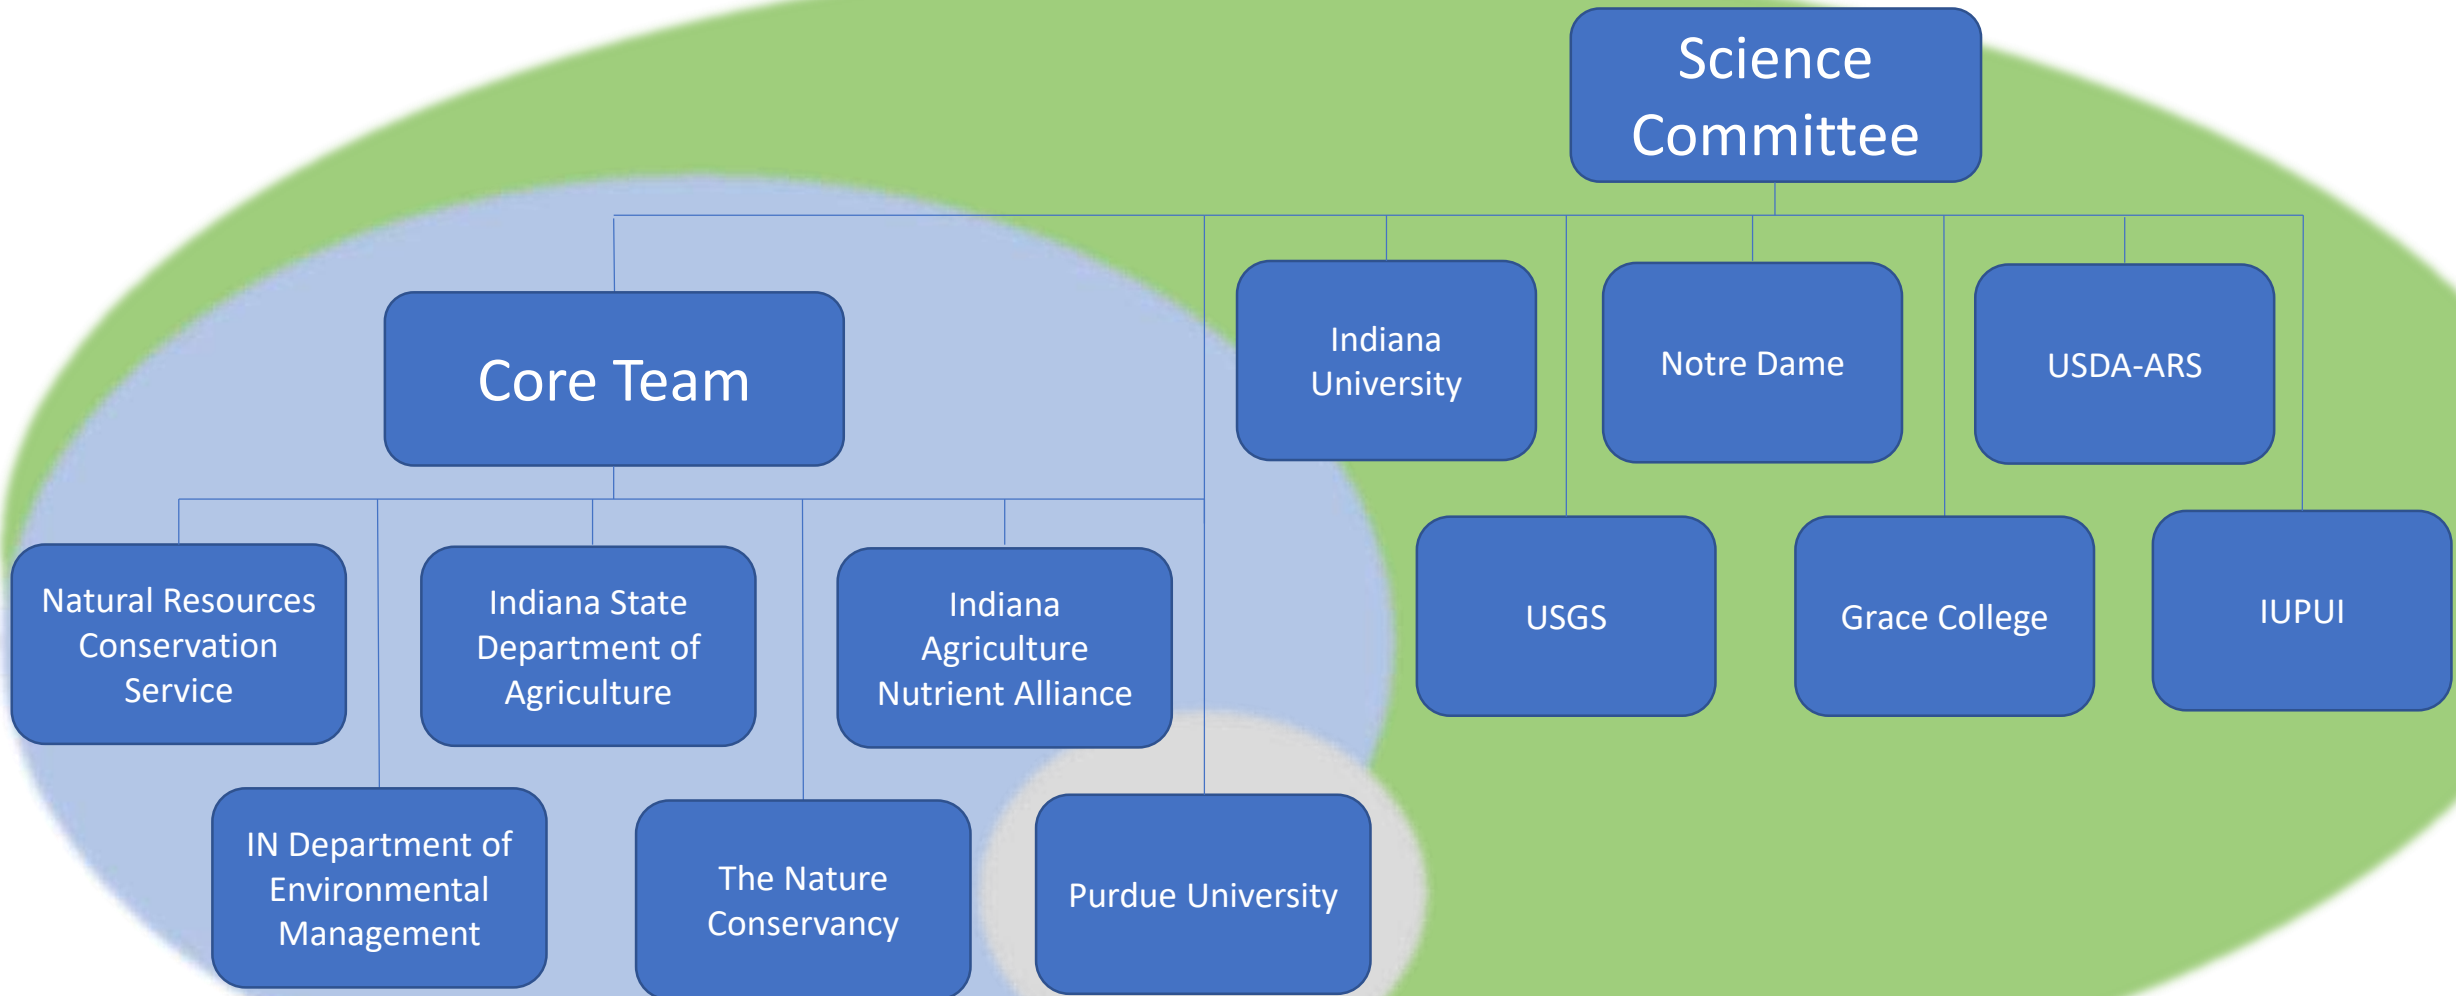 Science
Committee
Core Team
Indiana
University
Notre Dame
USDA-ARS
Natural Resources
Conservation
Service
Indiana State
Department of
Agriculture
Indiana
Agriculture
Nutrient Alliance
USGS
Grace College
IUPUI
IN Department of
Environmental
Management
The Nature
Conservancy
Purdue University